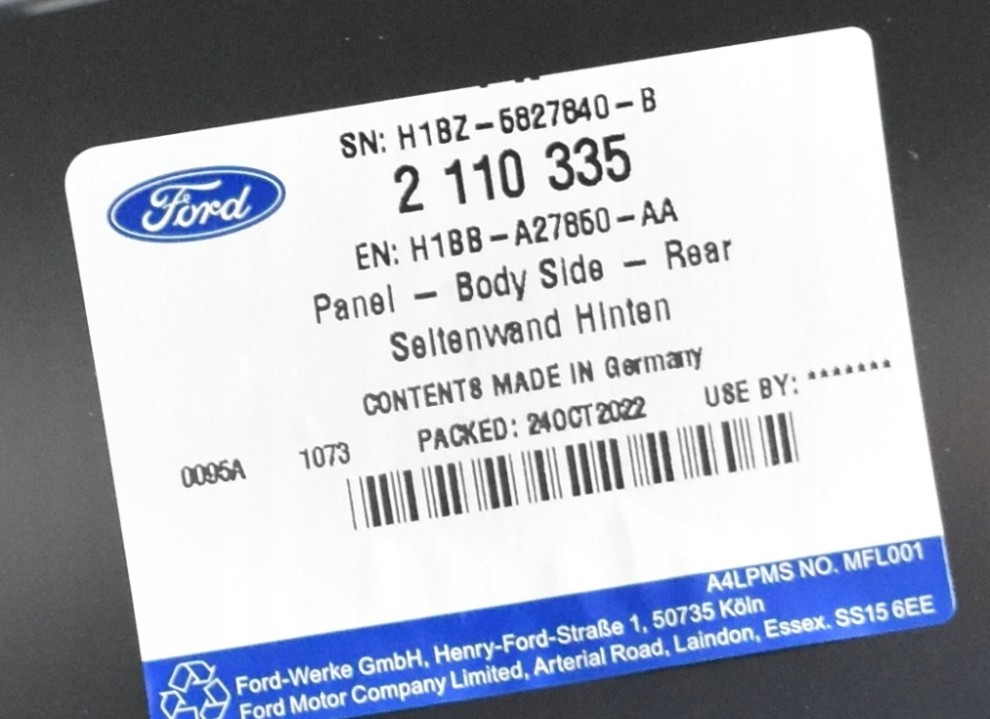 SN: H1BZ-5827840-B
2 110 335
Ford
EN: H1BB-A27850-AA
Panel - Body Side - Rear
Seitenwand Hinten
CONTENTS MADE IN Germany
PACKED: 24OCT2022 USE BY: *******
0095A 1073
A4LPMS NO. MFL001
Ford-Werke GmbH, Henry-Ford-Straße 1, 50735 Köln
Ford Motor Company Limited, Arterial Road, Laindon, Essex. SS15 6EE